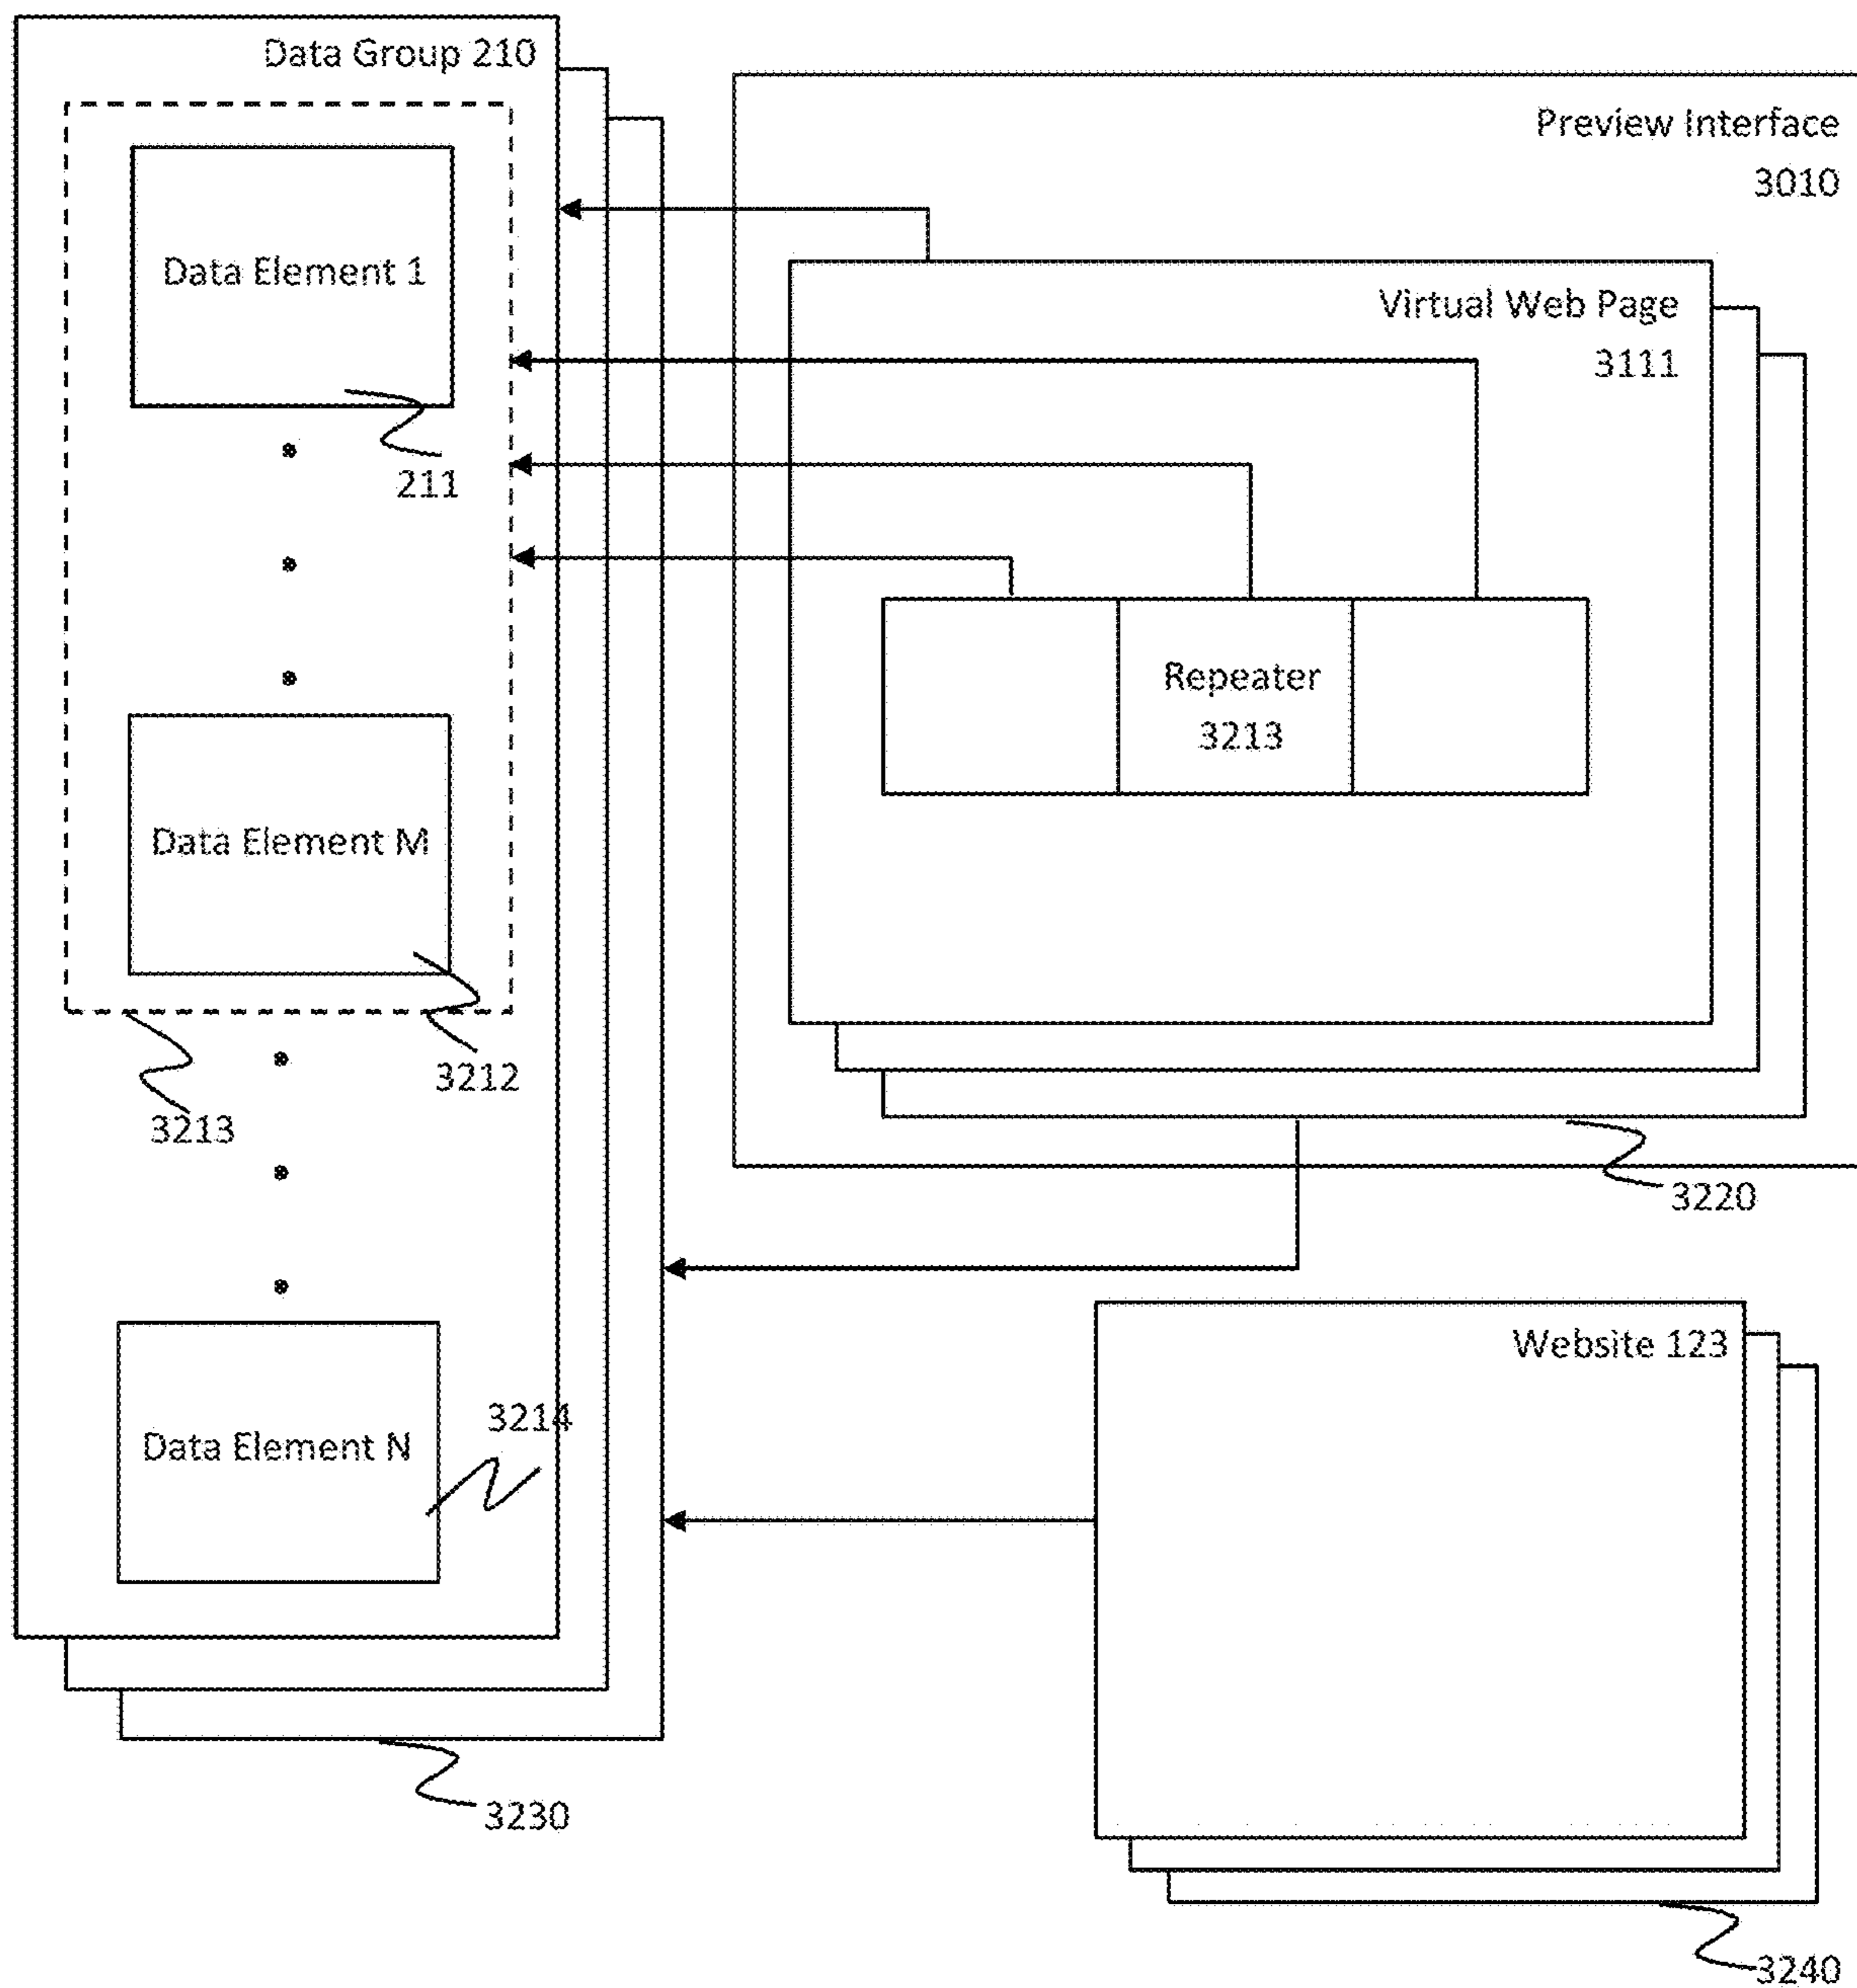 Data Group 210
Data Element 1
211
Data Element M
3212
3213
Data Element N
3214
3230
Preview Interface
3010
Virtual Web Page
3111
Repeater
3213
3220
Website 123
3240